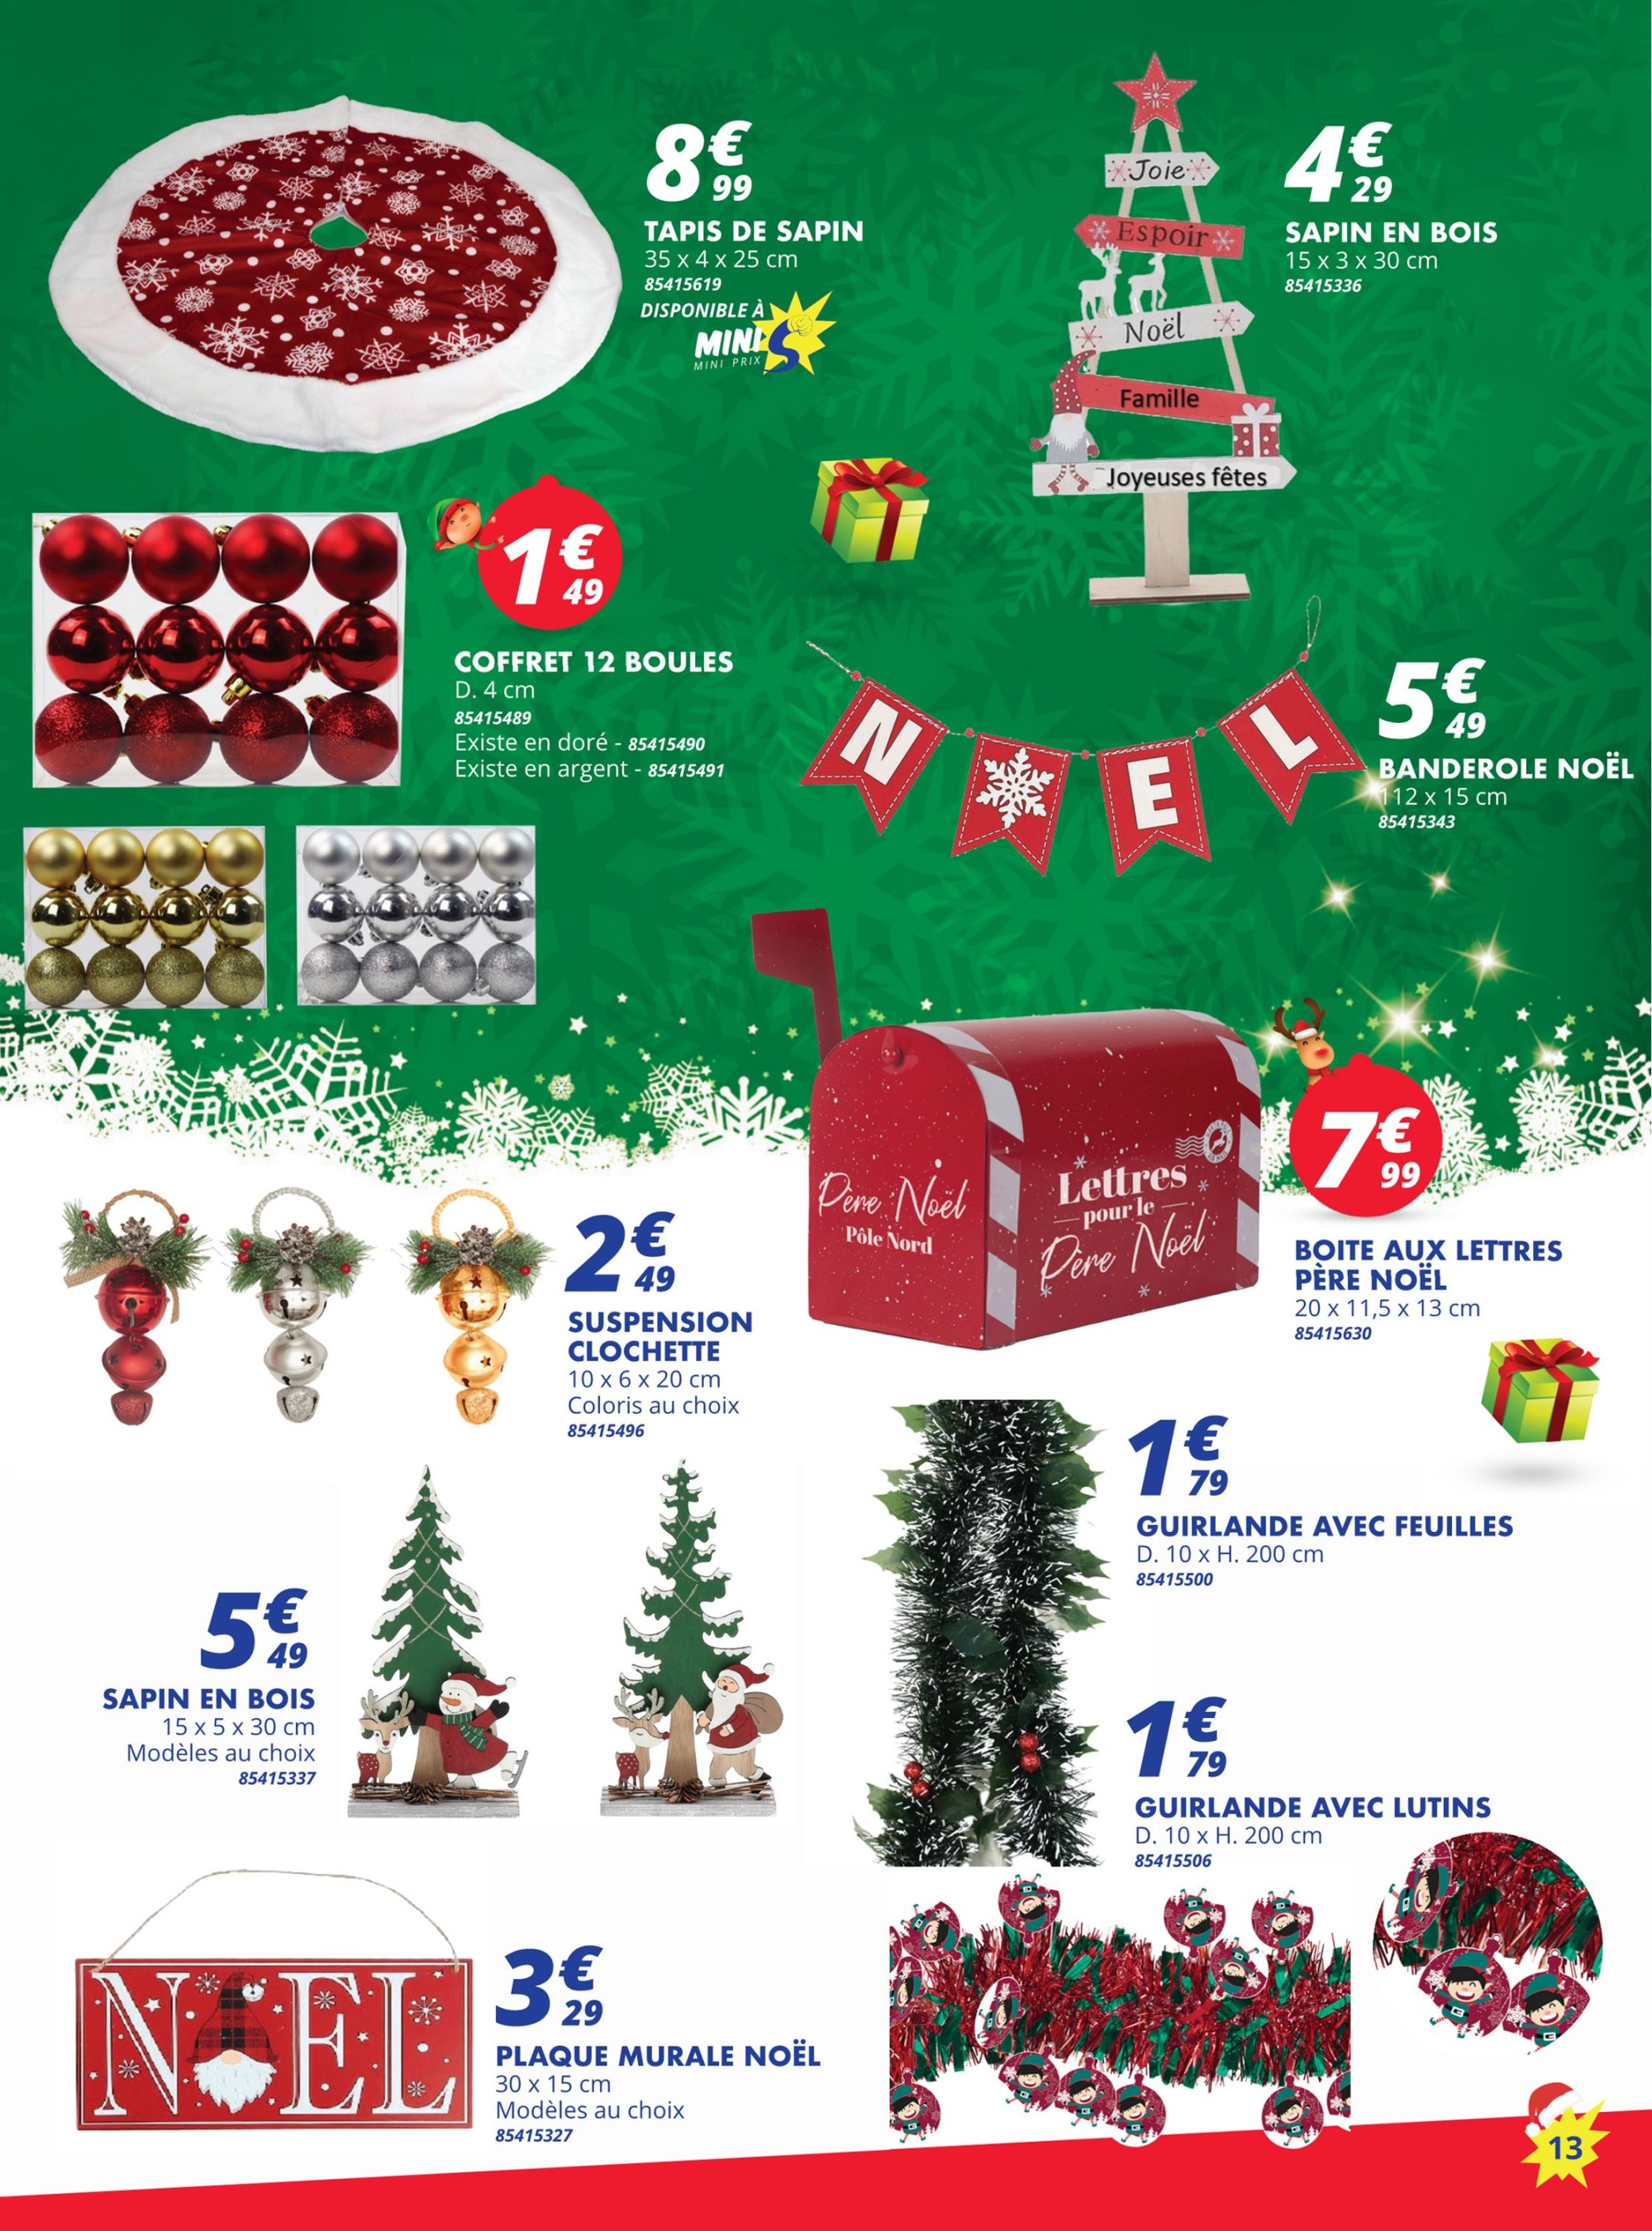 8€99
TAPIS DE SAPIN
35 x 4 x 25 cm
85415619
DISPONIBLE À
MINI S
MINI PRIX
Joie
Espoir
Noël
Famille
Joyeuses fêtes
4€29
SAPIN EN BOIS
15 x 3 x 30 cm
85415336
1€49
COFFRET 12 BOULES
D. 4 cm
85415489
Existe en doré - 85415490
Existe en argent - 85415491
N E L
5€49
BANDEROLE NOËL
112 x 15 cm
85415343
Père Noël
Pôle Nord
Lettres
pour le
Père Noël
7€99
BOITE AUX LETTRES
PÈRE NOËL
20 x 11,5 x 13 cm
85415630
2€49
SUSPENSION
CLOCHETTE
10 x 6 x 20 cm
Coloris au choix
85415496
1€79
GUIRLANDE AVEC FEUILLES
D. 10 x H. 200 cm
85415500
5€49
SAPIN EN BOIS
15 x 5 x 30 cm
Modèles au choix
85415337
1€79
GUIRLANDE AVEC LUTINS
D. 10 x H. 200 cm
85415506
N EL
3€29
PLAQUE MURALE NOËL
30 x 15 cm
Modèles au choix
85415327
13